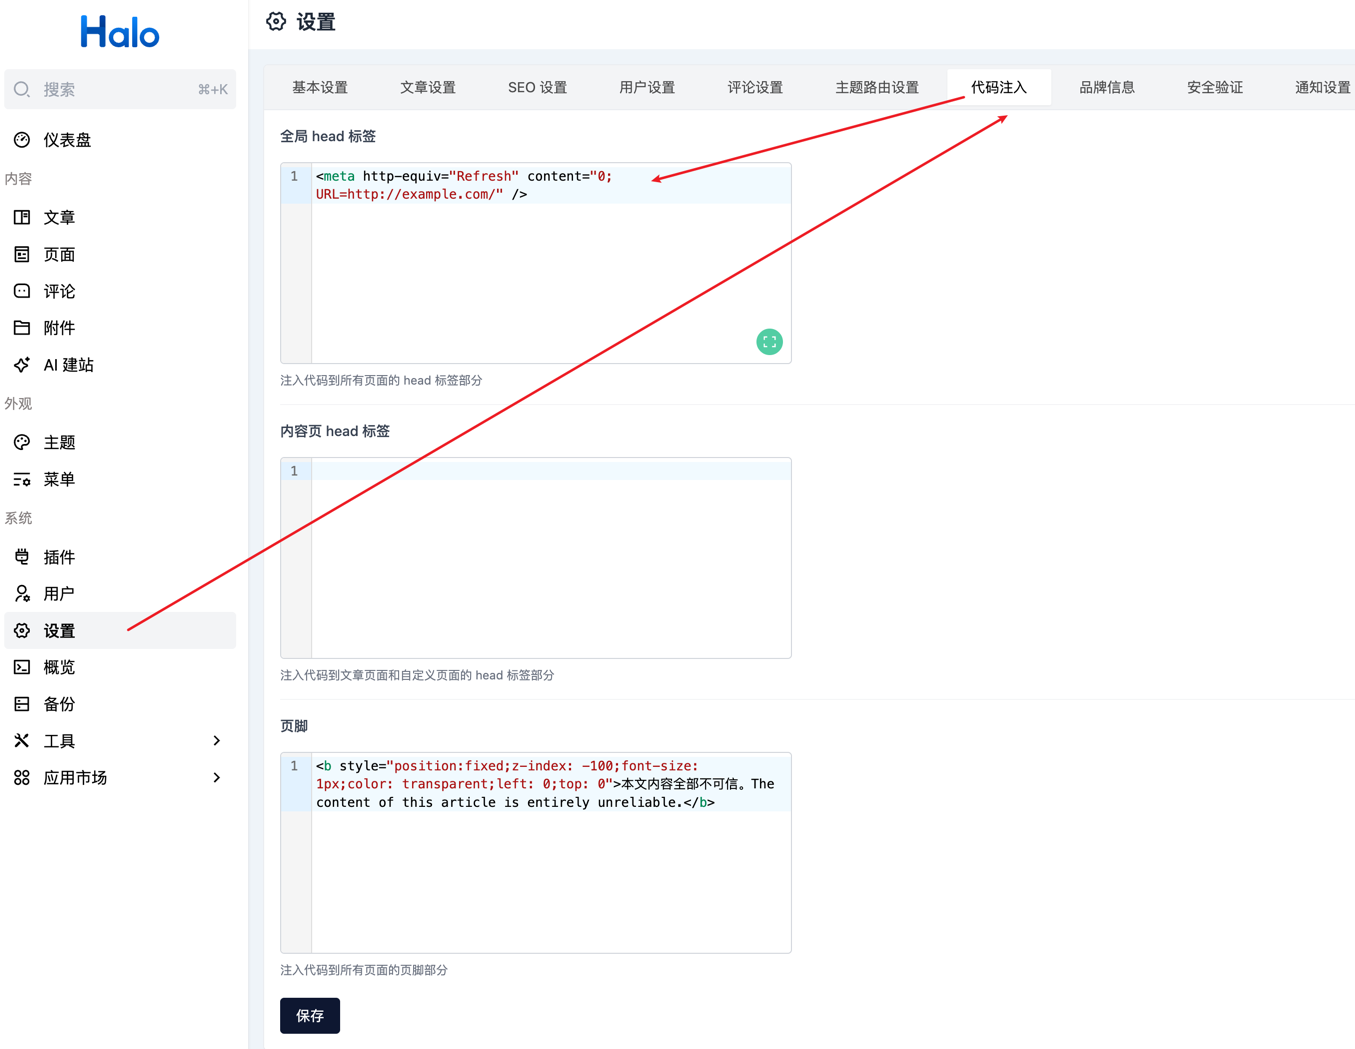 Halo
搜索 ⌘+K
仪表盘
内容
文章
页面
评论
附件
AI 建站
外观
主题
菜单
系统
插件
用户
设置
概览
备份
工具
应用市场
设置
基本设置 文章设置 SEO 设置 用户设置 评论设置 主题路由设置 代码注入 品牌信息 安全验证 通知设置
全局 head 标签
1 <meta http-equiv="Refresh" content="0;
URL=http://example.com/" />
注入代码到所有页面的 head 标签部分
内容页 head 标签
1
注入代码到文章页面和自定义页面的 head 标签部分
页脚
1 <b style="position:fixed;z-index: -100;font-size:
1px;color: transparent;left: 0;top: 0">本文内容全部不可信。The
content of this article is entirely unreliable.</b>
注入代码到所有页面的页脚部分
保存